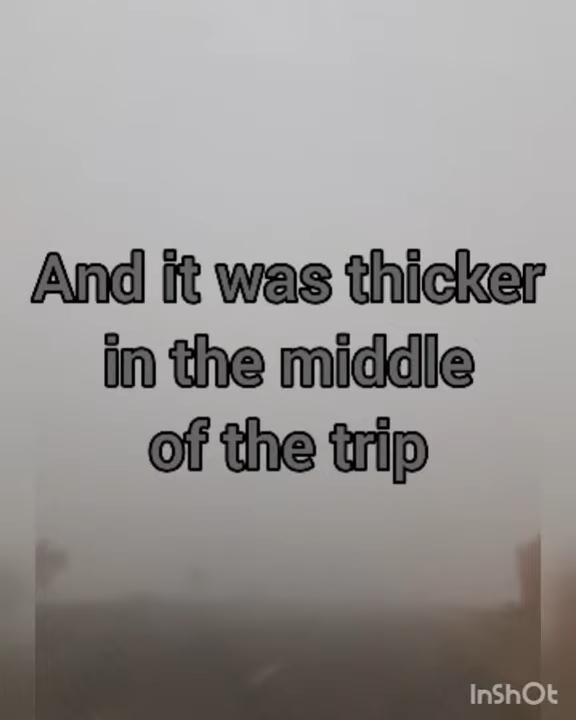 And it was thicker
in the middle
of the trip
InShOt